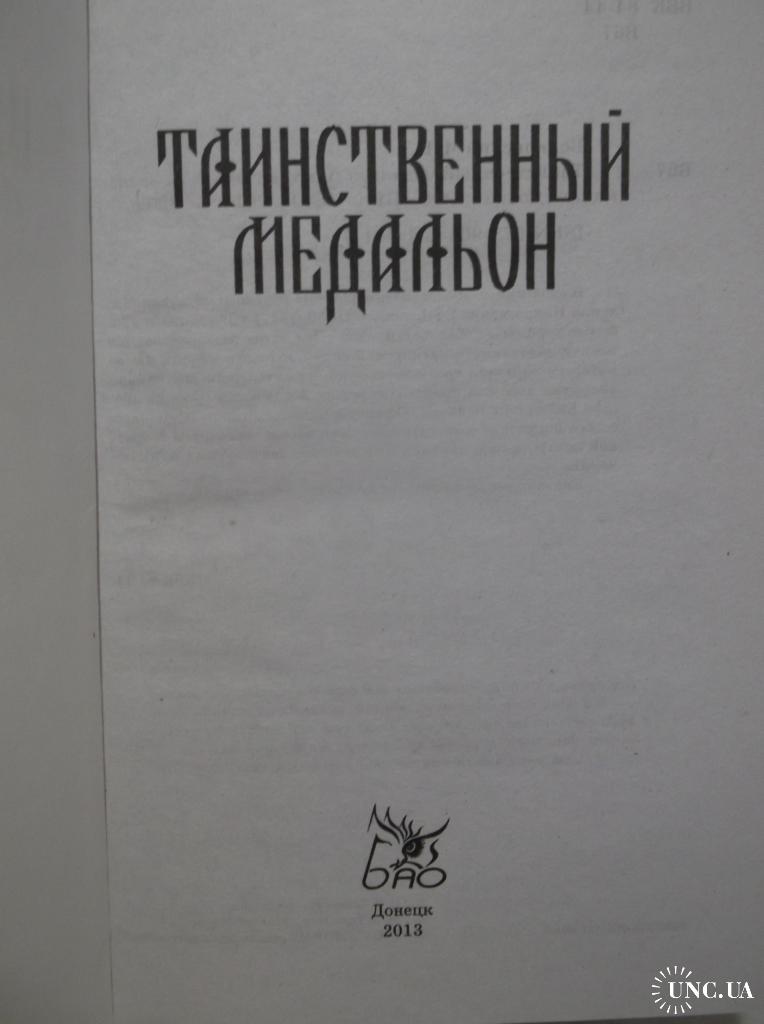 ТАИНСТВЕННЫЙ
МЕДАЛЬОН
БАО
Донецк
2013
UNC.UA